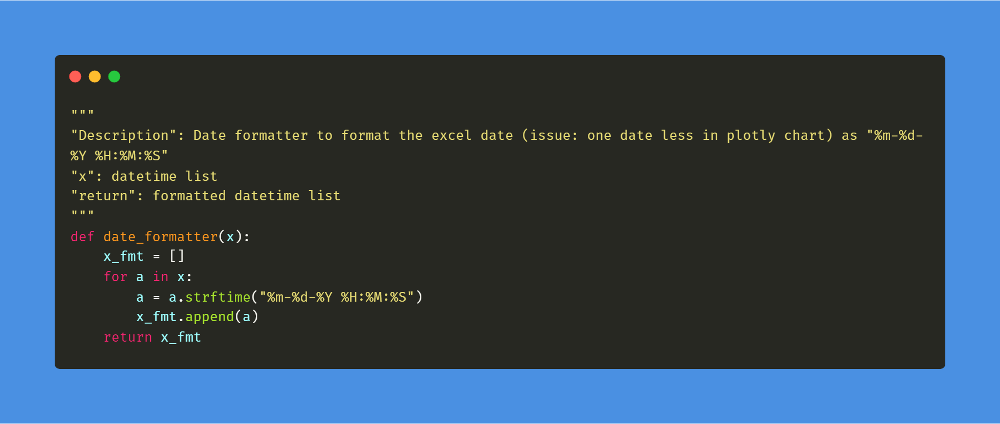 """
"Description": Date formatter to format the excel date (issue: one date less in plotly chart) as "%m-%d-
%Y %H:%M:%S"
"x": datetime list
"return": formatted datetime list
"""
def date_formatter(x):
    x_fmt = []
    for a in x:
        a = a.strftime("%m-%d-%Y %H:%M:%S")
        x_fmt.append(a)
    return x_fmt